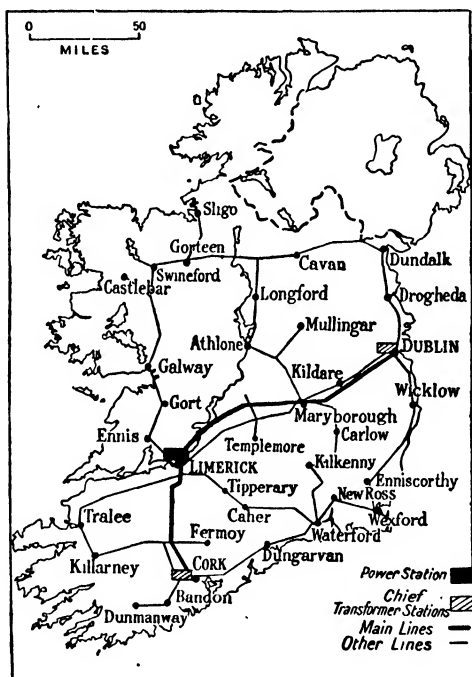 0 50
MILES
Sligo
Gorteen
Swineford
Castlebar
Cavan
Dundalk
Longford
Drogheda
Mullingar
Athlone
DUBLIN
Galway
Kildare
Gort
Wicklow
Maryborough
Ennis
Templemore
Carlow
LIMERICK
Kilkenny
Tipperary
Enniscorthy
Caher
New Ross
Wexford
Tralee
Fermoy
Waterford
Killarney
Dungarvan
CORK
Bandon
Dunmanway
Power Station
Chief
Transformer Stations
Main Lines
Other Lines